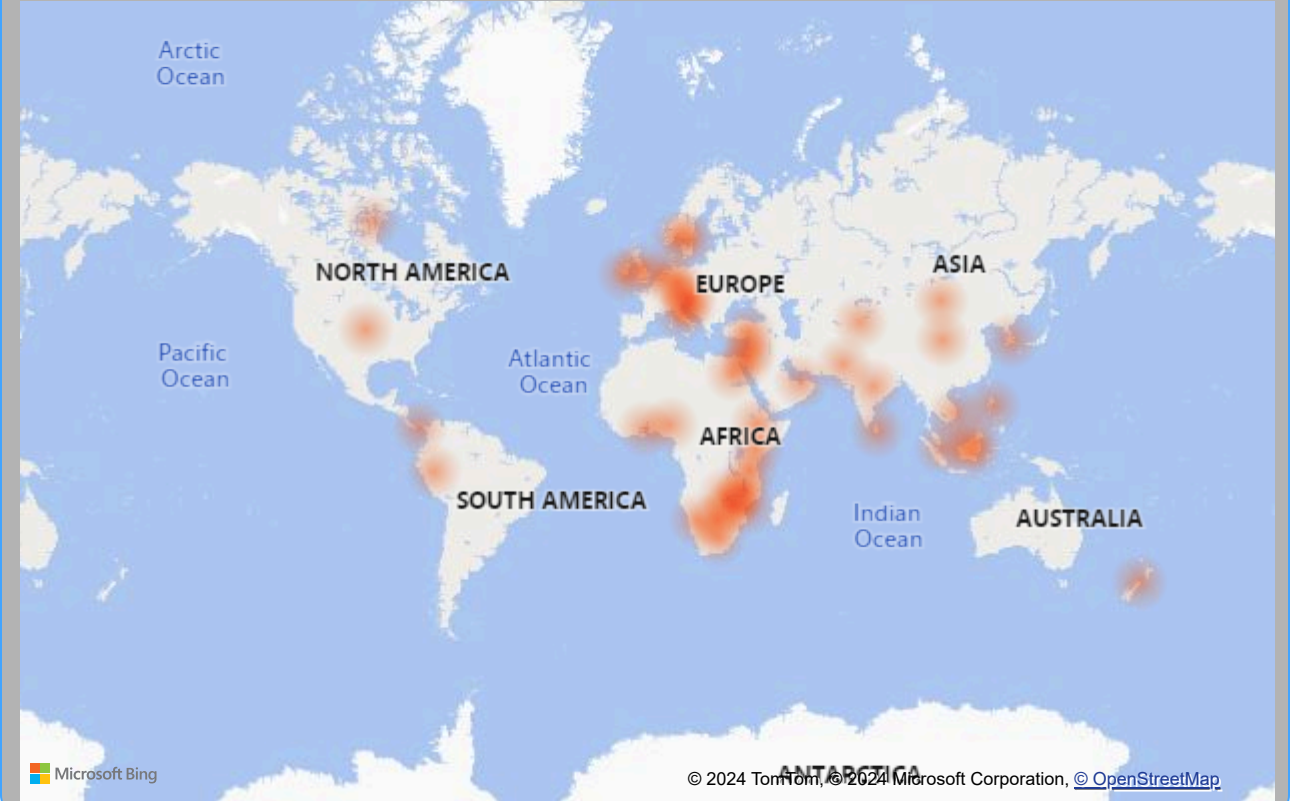 Arctic
Ocean
NORTH AMERICA
EUROPE
ASIA
Pacific
Ocean
Atlantic
Ocean
AFRICA
SOUTH AMERICA
Indian
Ocean
AUSTRALIA
ANTARCTICA
Microsoft Bing
© 2024 TomTom, © 2024 Microsoft Corporation, © OpenStreetMap